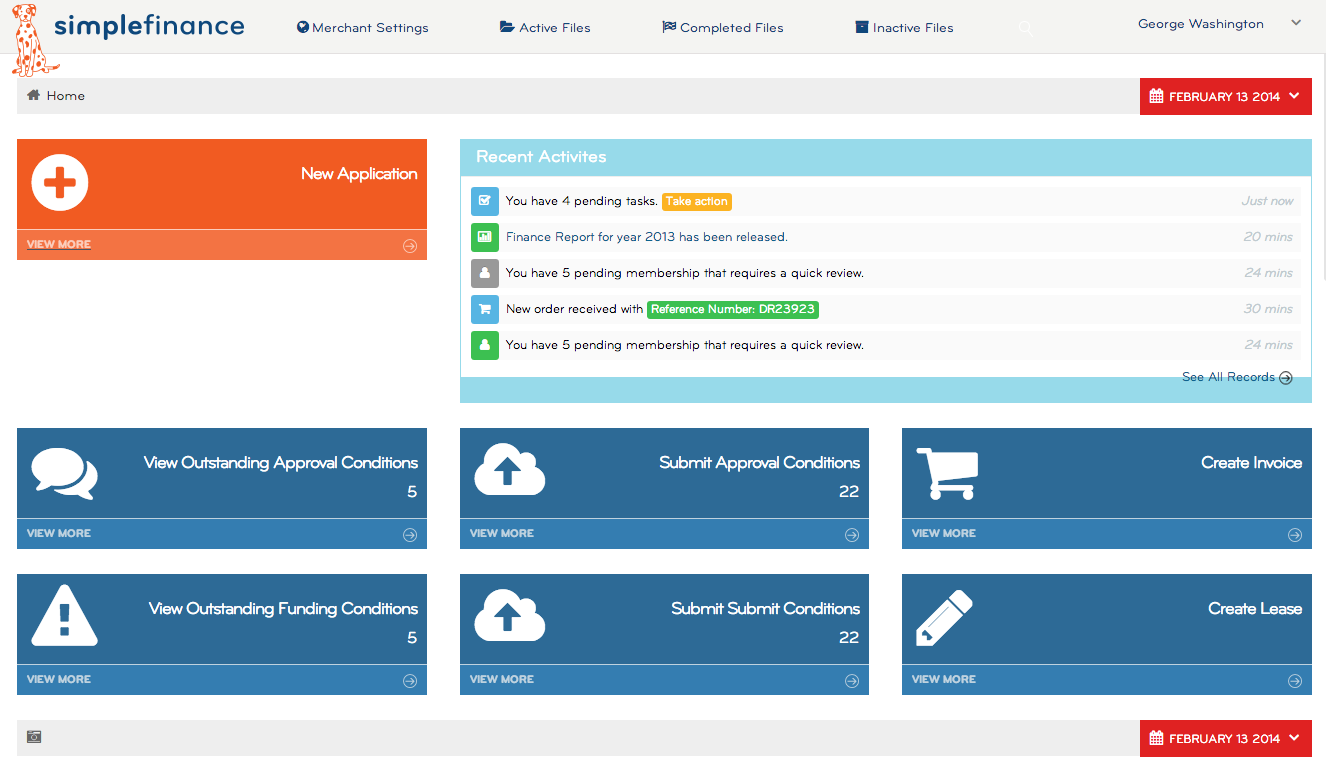 simplefinance
Merchant Settings
Active Files
Completed Files
Inactive Files
George Washington
Home
FEBRUARY 13 2014
New Application
VIEW MORE
Recent Activites
You have 4 pending tasks. Take action Just now
Finance Report for year 2013 has been released. 20 mins
You have 5 pending membership that requires a quick review. 24 mins
New order received with Reference Number: DR23923 30 mins
You have 5 pending membership that requires a quick review. 24 mins
See All Records
View Outstanding Approval Conditions
5
VIEW MORE
Submit Approval Conditions
22
VIEW MORE
Create Invoice
VIEW MORE
View Outstanding Funding Conditions
5
VIEW MORE
Submit Submit Conditions
22
VIEW MORE
Create Lease
VIEW MORE
FEBRUARY 13 2014